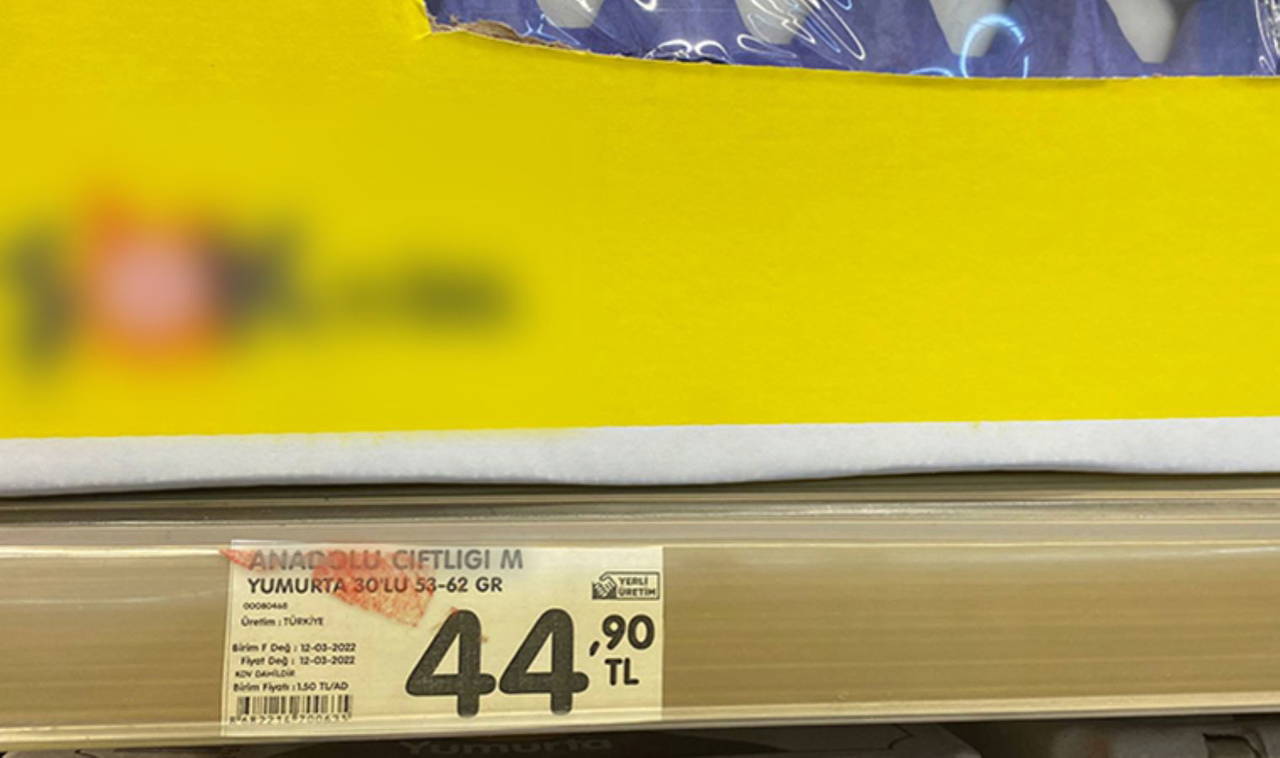 ANADOLU CIFTLIGI M
YUMURTA 30'LU 53-62 GR
00080468
Üretim : TÜRKİYE
YERLİ
ÜRETİM
Birim F Değ : 12-03-2022
Fiyat Değ : 12-03-2022
KDV DAHİLDİR
Birim Fiyatı : 1.50 TL/AD
44,90
TL
Yumurta